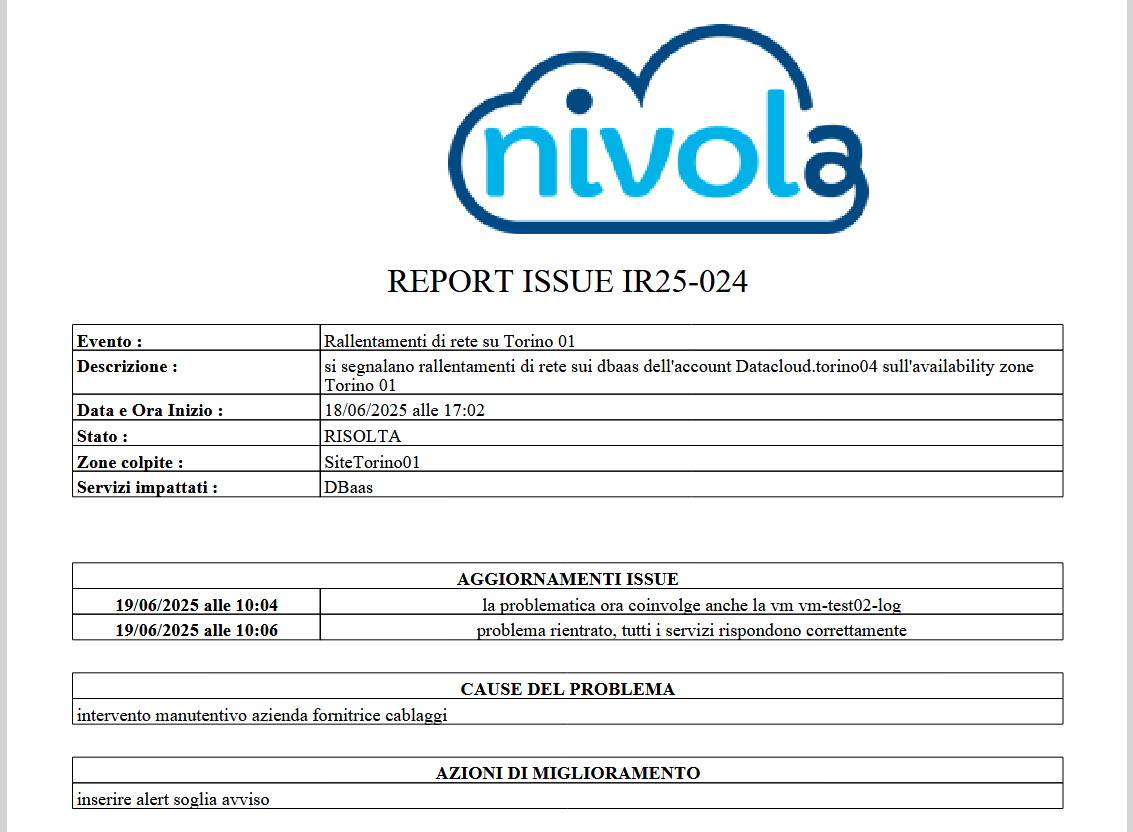 nivola
REPORT ISSUE IR25-024
Evento : Rallentamenti di rete su Torino 01
Descrizione : si segnalano rallentamenti di rete sui dbaas dell'account Datacloud.torino04 sull'availability zone
Torino 01
Data e Ora Inizio : 18/06/2025 alle 17:02
Stato : RISOLTA
Zone colpite : SiteTorino01
Servizi impattati : DBaas
AGGIORNAMENTI ISSUE
19/06/2025 alle 10:04 la problematica ora coinvolge anche la vm vm-test02-log
19/06/2025 alle 10:06 problema rientrato, tutti i servizi rispondono correttamente
CAUSE DEL PROBLEMA
intervento manutentivo azienda fornitrice cablaggi
AZIONI DI MIGLIORAMENTO
inserire alert soglia avviso